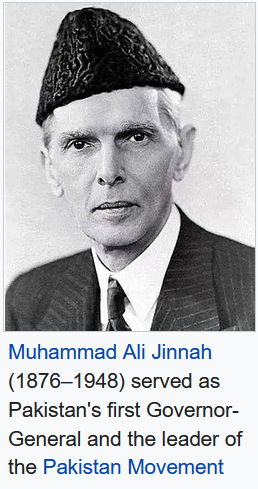 Muhammad Ali Jinnah
(1876–1948) served as
Pakistan's first Governor-
General and the leader of
the Pakistan Movement